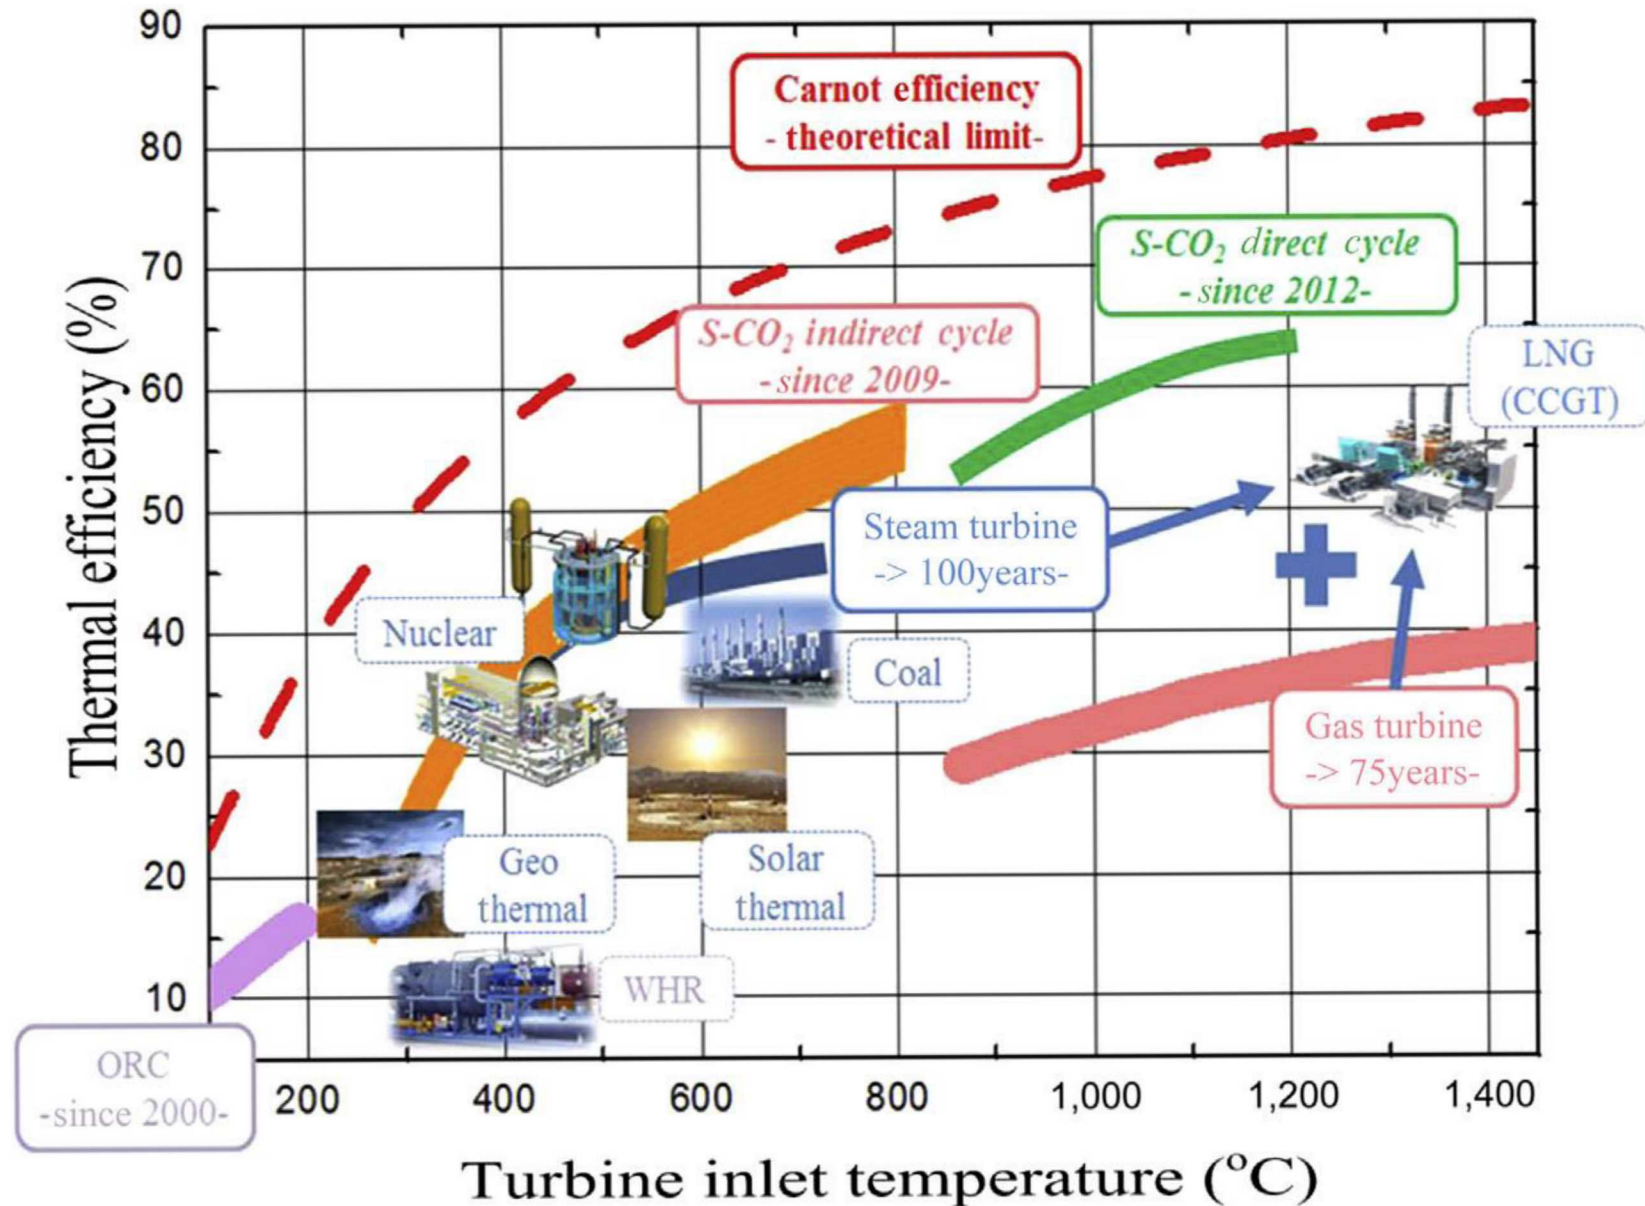 90
80
70
60
50
40
30
20
10
Thermal efficiency (%)
Carnot efficiency
- theoretical limit-
S-CO₂ direct cycle
-since 2012-
S-CO₂ indirect cycle
-since 2009-
LNG
(CCGT)
Steam turbine
-> 100years-
Nuclear
Coal
Gas turbine
-> 75years-
Geo
thermal
Solar
thermal
WHR
ORC
-since 2000-
200 400 600 800 1,000 1,200 1,400
Turbine inlet temperature (°C)